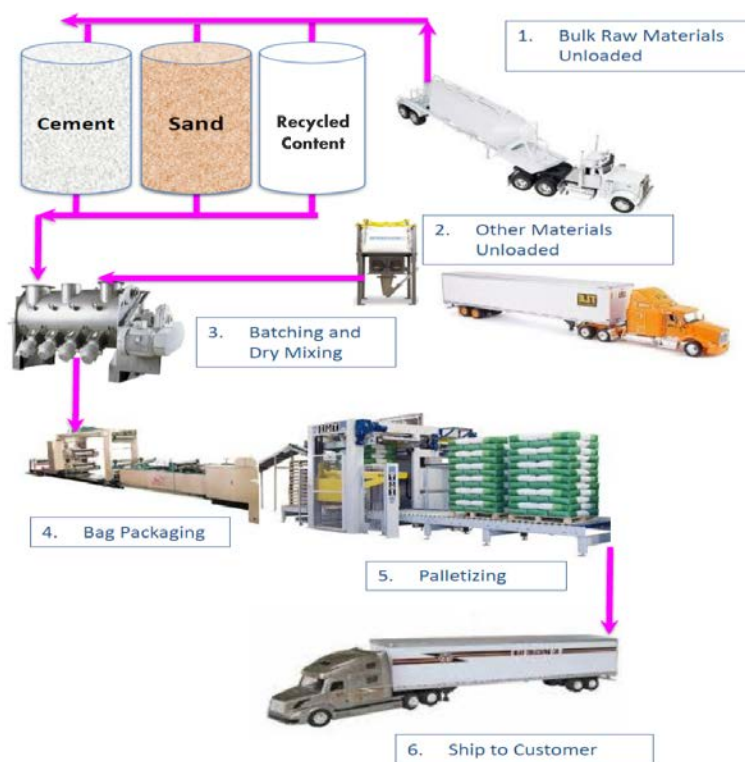 1. Bulk Raw Materials
Unloaded
Cement
Sand
Recycled
Content
2. Other Materials
Unloaded
3. Batching and
Dry Mixing
4. Bag Packaging
5. Palletizing
6. Ship to Customer